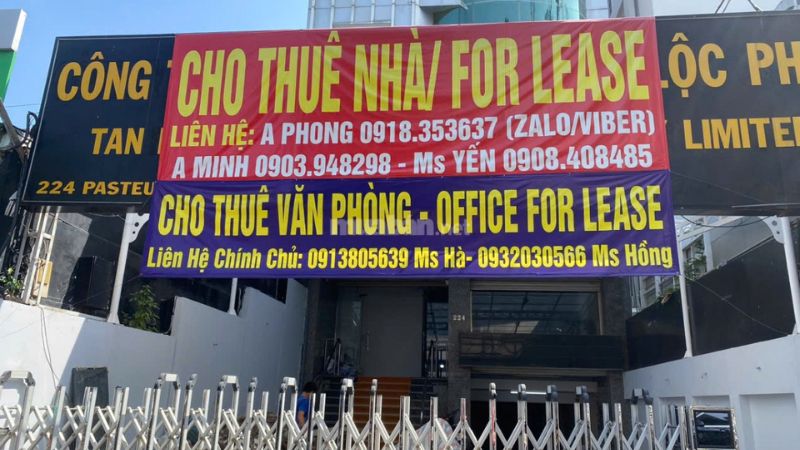 CÔNG
CHO THUÊ NHÀ/ FOR LEASE
LỘC PH
TAN
LIÊN HỆ: A PHONG 0918.353637 (ZALO/VIBER)
LIMITE
224 PASTEU
A MINH 0903.948298 - Ms YẾN 0908.408485
CHO THUÊ VĂN PHÒNG - OFFICE FOR LEASE
Liên Hệ Chính Chủ: 0913805639 Ms Hà- 0932030566 Ms Hồng
224